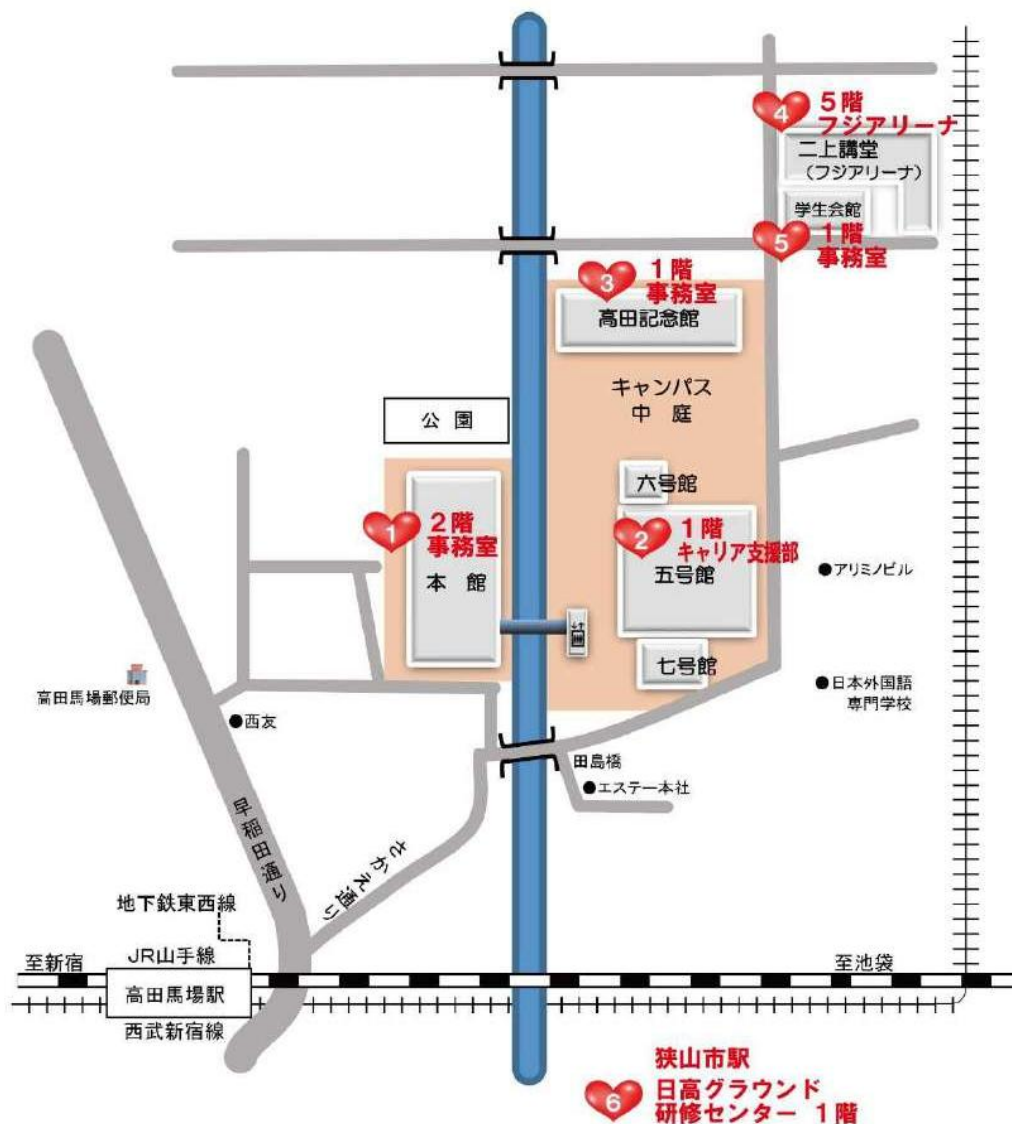 4
5階
フジアリーナ
二上講堂
(フジアリーナ)
学生会館
5
1階
事務室
3
1階
事務室
高田記念館
キャンパス
中庭
公園
六号館
1
2階
事務室
本館
2
1階
キャリア支援部
五号館
●アリミノビル
七号館
高田馬場郵便局
●西友
●日本外国語
専門学校
田島橋
●エステー本社
早稲田通り
さかえ通り
地下鉄東西線
JR山手線
至新宿
至池袋
高田馬場駅
西武新宿線
狭山市駅
6
日高グラウンド
研修センター 1階